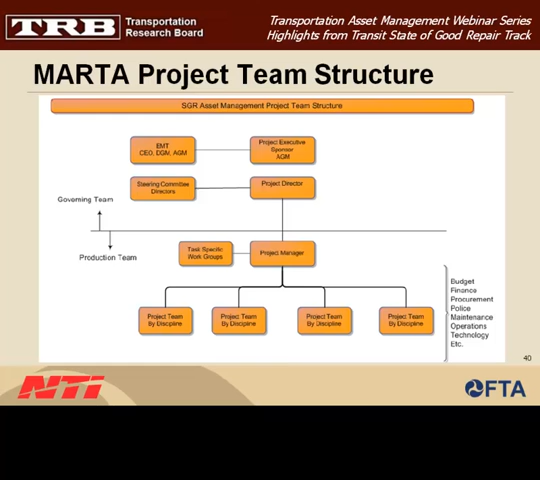 TRB
Transportation
Research Board
Transportation Asset Management Webinar Series
Highlights from Transit State of Good Repair Track
MARTA Project Team Structure
SGR Asset Management Project Team Structure
EMT
CEO, DGM, AGM
Project Executive
Sponsor
AGM
Steering Committee
Directors
Project Director
Governing Team
Production Team
Task Specific
Work Groups
Project Manager
Project Team
By Discipline
Project Team
By Discipline
Project Team
By Discipline
Project Team
By Discipline
Budget
Finance
Procurement
Police
Maintenance
Operations
Technology
Etc.
40
NTI
FTA